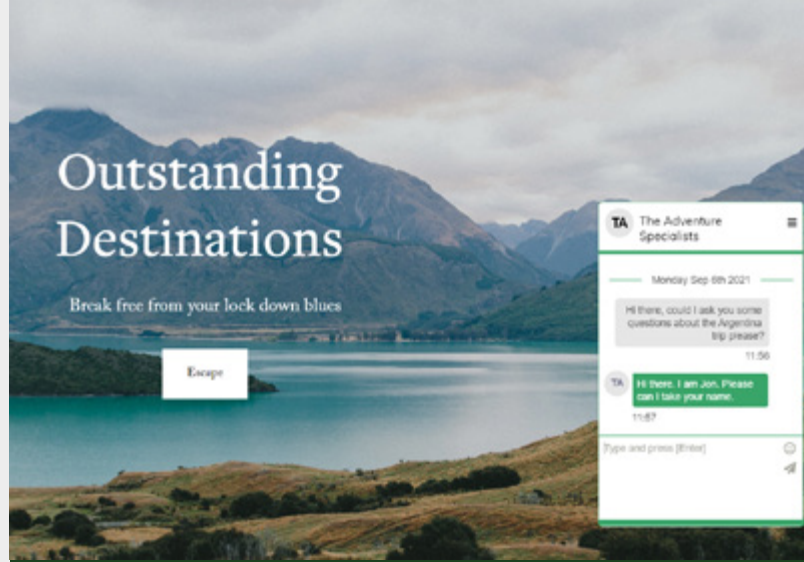 Outstanding
Destinations
Break free from your lock down blues
Escape
TA
The Adventure
Specialists
Monday Sep 6th 2021
Hi there, could I ask you some
questions about the Argentina
trip please?
11:56
TA
Hi there. I am Jon. Please
can I take your name.
11:57
Type and press [Enter]